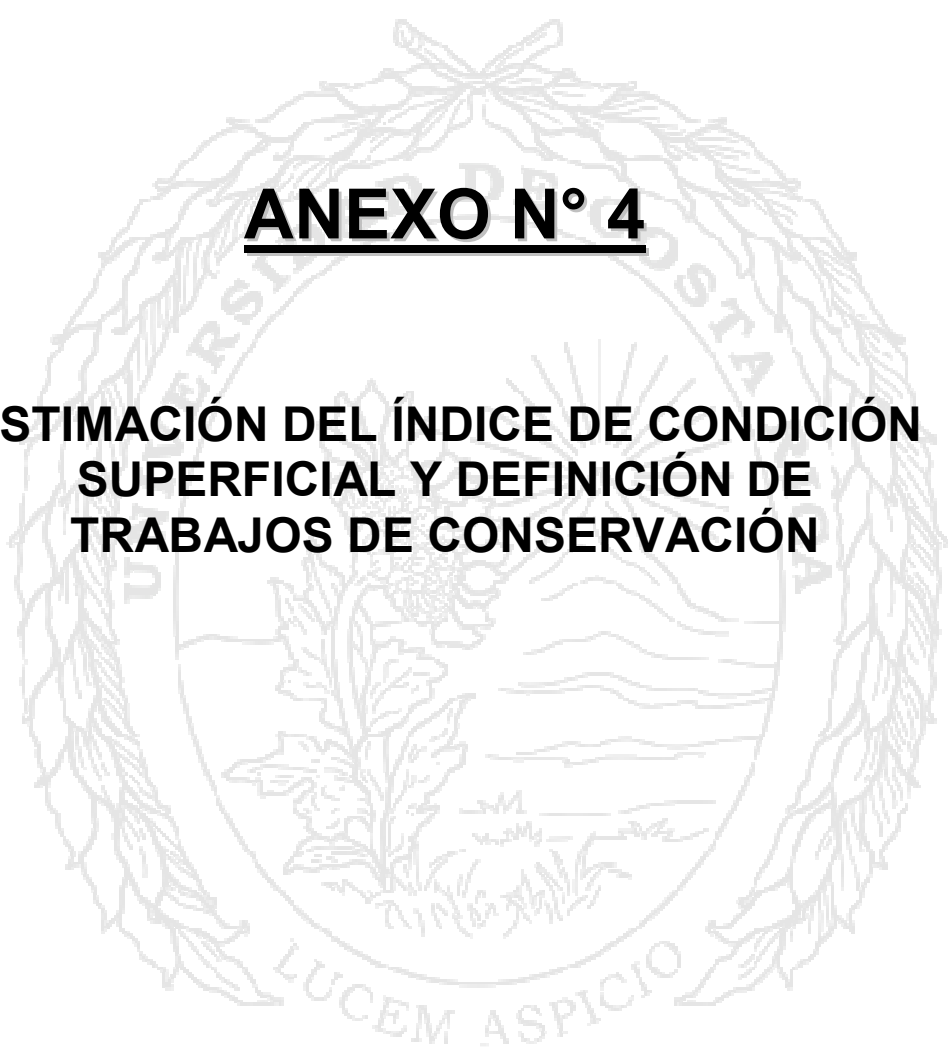 ANEXO N° 4
STIMACIÓN DEL ÍNDICE DE CONDICIÓN
SUPERFICIAL Y DEFINICIÓN DE
TRABAJOS DE CONSERVACIÓN
LUCEM ASPICIO